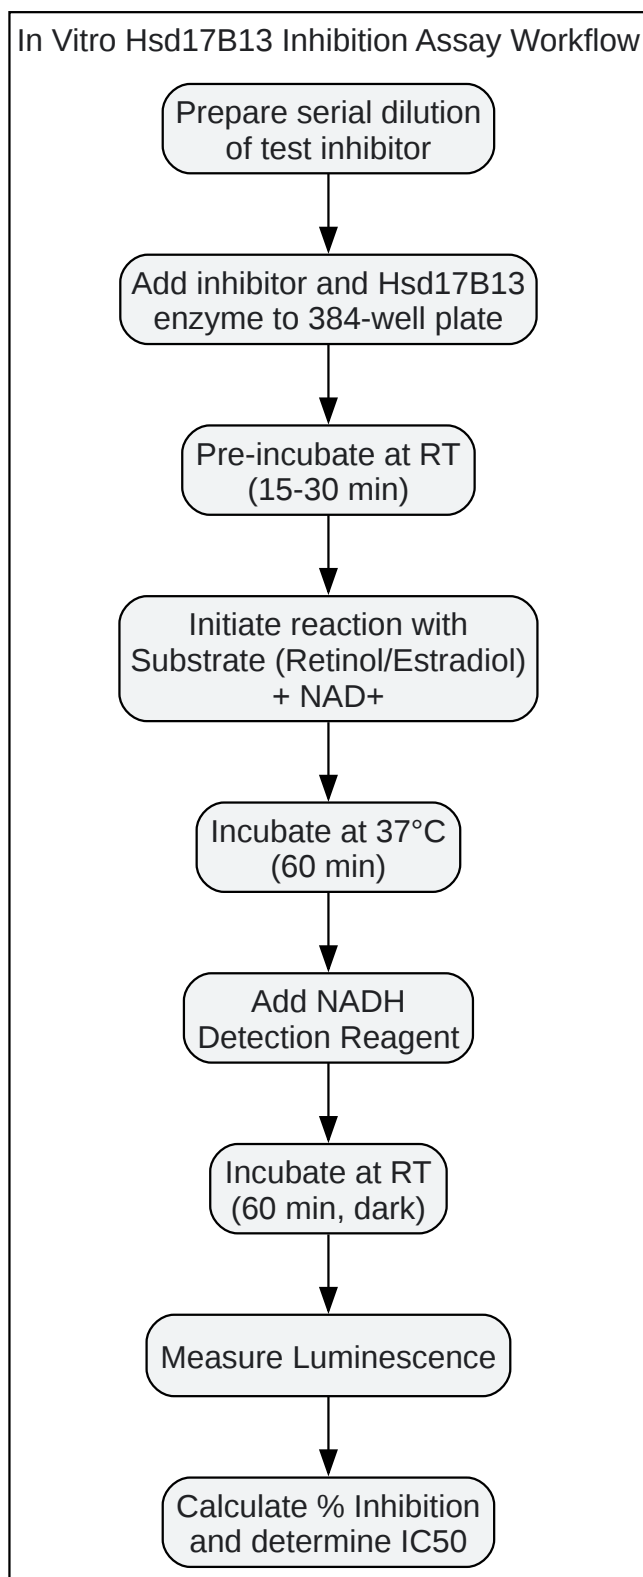 In Vitro Hsd17B13 Inhibition Assay Workflow
Prepare serial dilution
of test inhibitor
Add inhibitor and Hsd17B13
enzyme to 384-well plate
Pre-incubate at RT
(15-30 min)
Initiate reaction with
Substrate (Retinol/Estradiol)
+ NAD+
Incubate at 37°C
(60 min)
Add NADH
Detection Reagent
Incubate at RT
(60 min, dark)
Measure Luminescence
Calculate % Inhibition
and determine IC50